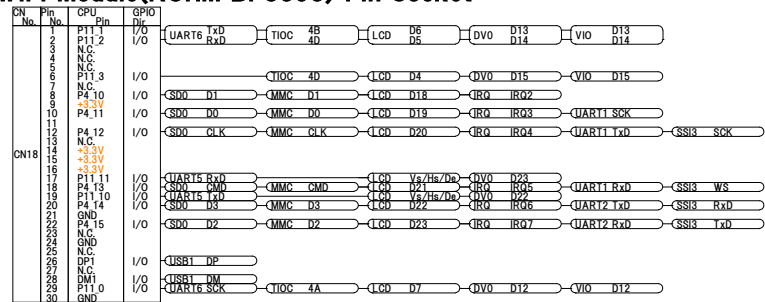 Pin Socket
CN No. Pin No. CPU Pin GPIO Dir
1 P11_1 I/O UART6 TxD TIOC 4B LCD D6 DV0 D13 VIO D13
2 P11_2 I/O RxD 4D D5 D14 D14
3 N.C.
4 N.C.
5 N.C.
6 P11_3 I/O TIOC 4D LCD D4 DV0 D15 VIO D15
7 N.C.
8 P4_10 I/O SD0 D1 MMC D1 LCD D18 IRQ IRQ2
9 +3.3V
10 P4_11 I/O SD0 D0 MMC D0 LCD D19 IRQ IRQ3 UART1 SCK
11
12 P4_12 I/O SD0 CLK MMC CLK LCD D20 IRQ IRQ4 UART1 TxD SSI3 SCK
13 N.C.
CN18 14 +3.3V
15 +3.3V
16 +3.3V
17 P11_11 I/O UART5 RxD LCD Vs/Hs/De DV0 D23
18 P4_13 I/O SD0 CMD MMC CMD LCD D21 IRQ IRQ5 UART1 RxD SSI3 WS
19 P11_10 I/O UART5 TxD LCD Vs/Hs/De DV0 D22
20 P4_14 I/O SD0 D3 MMC D3 LCD D22 IRQ IRQ6 UART2 TxD SSI3 RxD
21 GND
22 P4_15 I/O SD0 D2 MMC D2 LCD D23 IRQ IRQ7 UART2 RxD SSI3 TxD
23 N.C.
24 GND
25 N.C.
26 DP1 I/O USB1 DP
27 N.C.
28 DM1 I/O USB1 DM
29 P11_0 I/O UART6 SCK TIOC 4A LCD D7 DV0 D12 VIO D12
30 GND